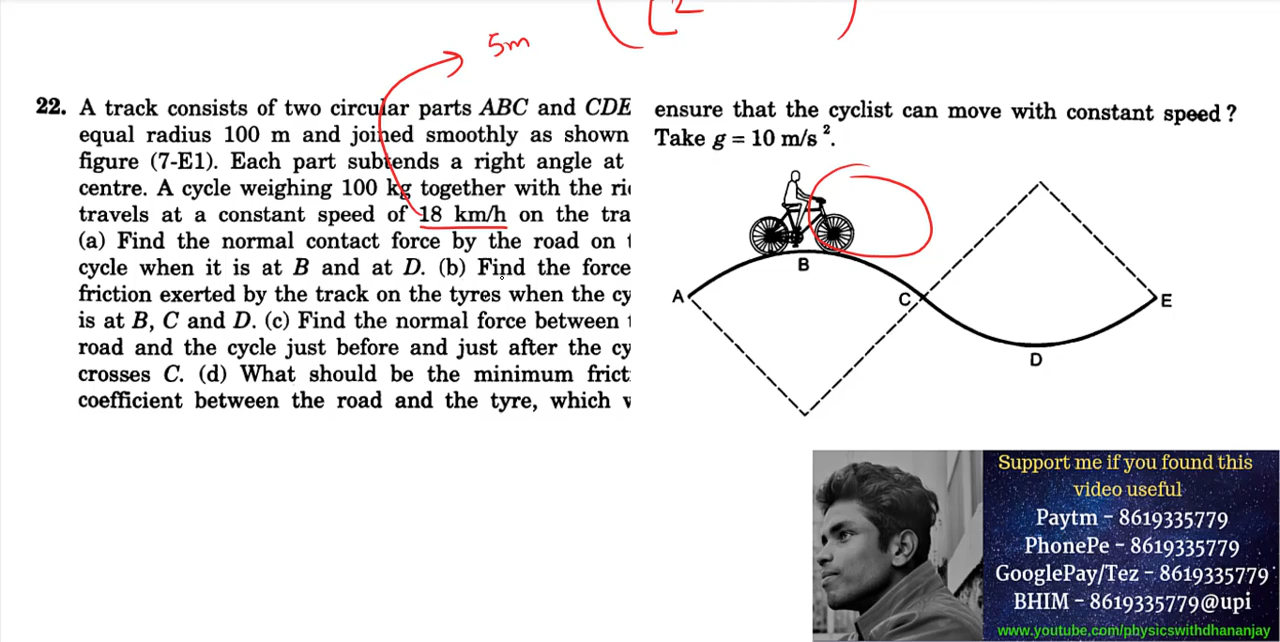 5m
22. A track consists of two circular parts ABC and CDE
equal radius 100 m and joined smoothly as shown
figure (7-E1). Each part subtends a right angle at
centre. A cycle weighing 100 kg together with the
travels at a constant speed of 18 km/h on the
(a) Find the normal contact force by the road on
cycle when it is at B and at D. (b) Find the force
friction exerted by the track on the tyres when the
is at B, C and D. (c) Find the normal force between
road and the cycle just before and just after the
crosses C. (d) What should be the minimum
coefficient between the road and the tyre, which
ensure that the cyclist can move with constant speed ?
Take g = 10 m/s².
A
B
C
D
E
Support me if you found this
video useful
Paytm - 8619335779
PhonePe - 8619335779
GooglePay/Tez - 8619335779
BHIM - 8619335779@upi
www.youtube.com/physicswithdhananjay